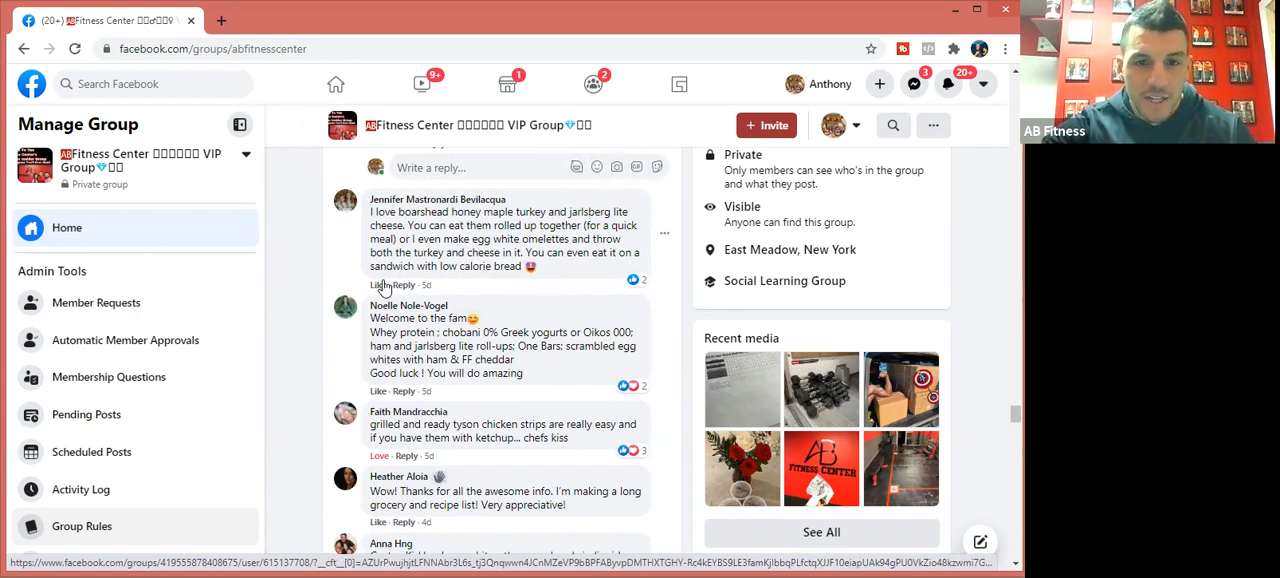 (20+) ABFitness Center
facebook.com/groups/abfitnesscenter
Search Facebook
9+
1
2
Anthony
3
20+
AB Fitness
Manage Group
ABFitness Center VIP Group
Private group
Home
Admin Tools
Member Requests
Automatic Member Approvals
Membership Questions
Pending Posts
Scheduled Posts
Activity Log
Group Rules
ABFitness Center VIP Group
+ Invite
Write a reply...
GIF
Jennifer Mastronardi Bevilacqua
I love boarshead honey maple turkey and jarlsberg lite
cheese. You can eat them rolled up together (for a quick
meal) or I even make egg white omelettes and throw
both the turkey and cheese in it. You can even eat it on a
sandwich with low calorie bread 🤩
2
Like · Reply · 5d
Noelle Nole-Vogel
Welcome to the fam😊
Whey protein ; chobani 0% Greek yogurts or Oikos 000;
ham and jarlsberg lite roll-ups; One Bars; scrambled egg
whites with ham & FF cheddar
Good luck ! You will do amazing
2
Like · Reply · 5d
Faith Mandracchia
grilled and ready tyson chicken strips are really easy and
if you have them with ketchup... chefs kiss
3
Love · Reply · 5d
Heather Aloia 👋
Wow! Thanks for all the awesome info. I'm making a long
grocery and recipe list! Very appreciative!
Like · Reply · 4d
Anna Hng
Private
Only members can see who's in the group
and what they post.
Visible
Anyone can find this group.
East Meadow, New York
Social Learning Group
Recent media
AB
FITNESS CENTER
See All